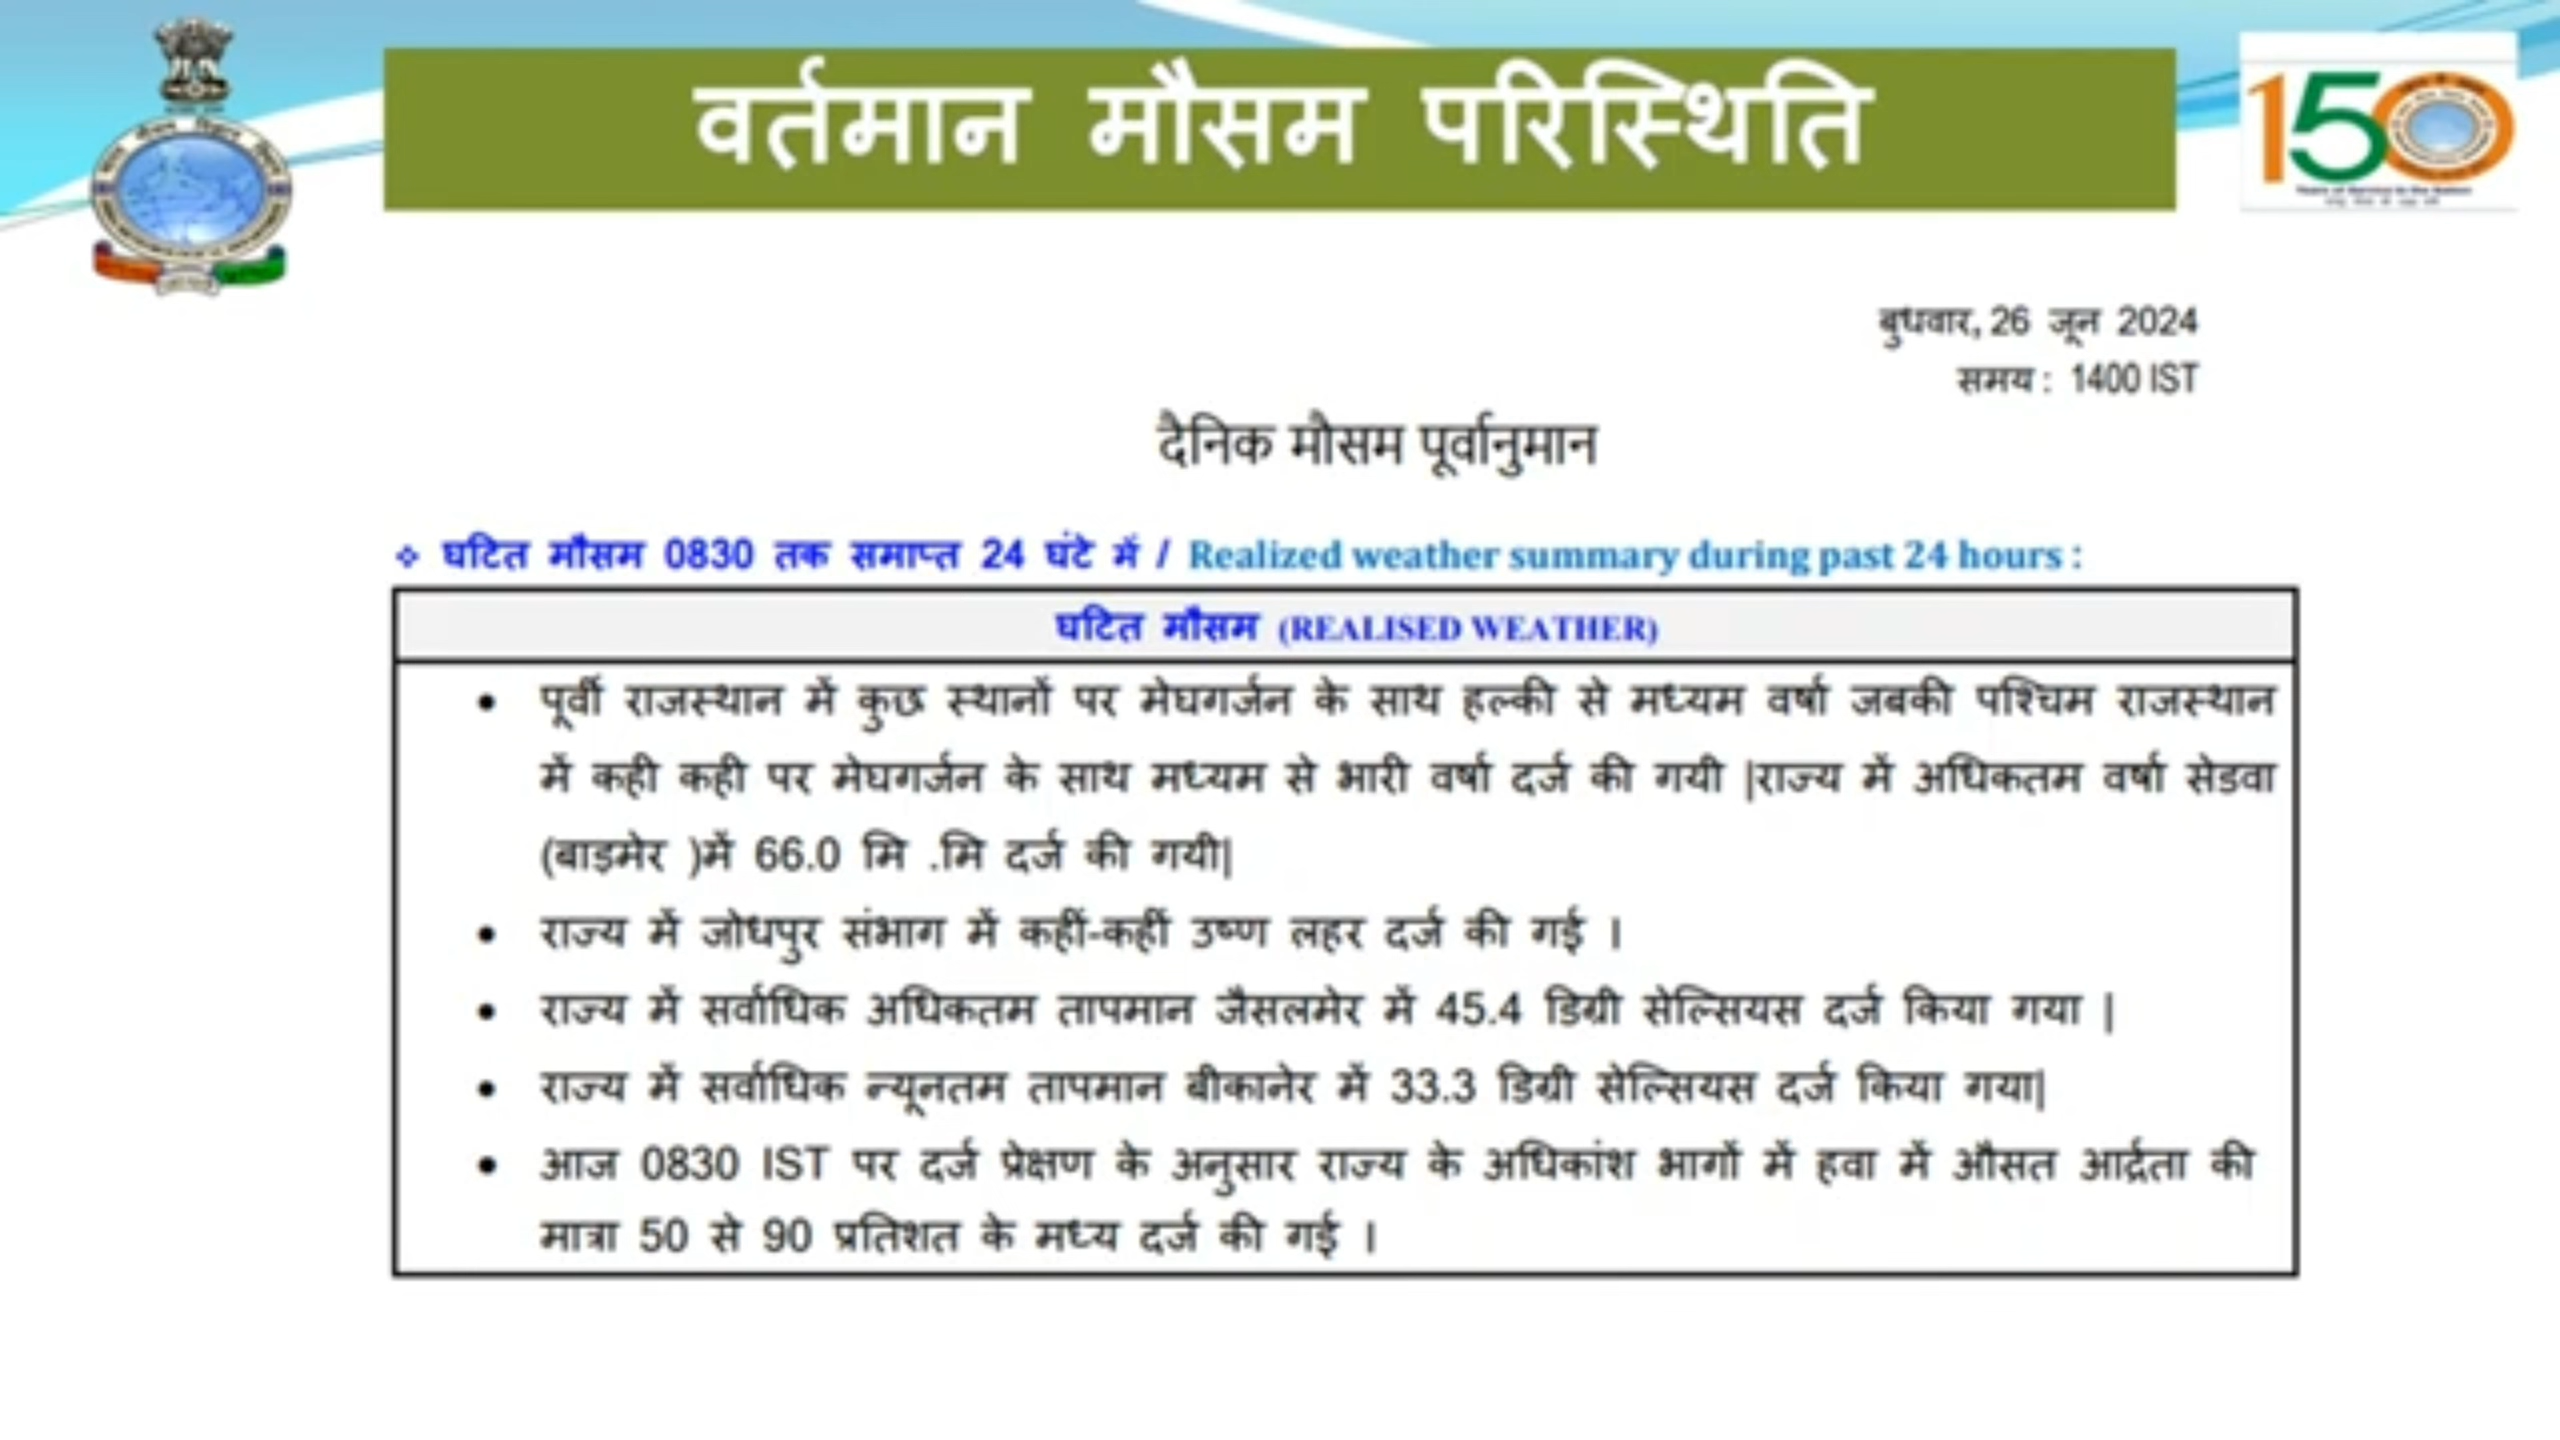 वर्तमान मौसम परिस्थिति
150
बुधवार, 26 जून 2024
समय : 1400 IST
दैनिक मौसम पूर्वानुमान
❖ घटित मौसम 0830 तक समाप्त 24 घंटे में / Realized weather summary during past 24 hours :
घटित मौसम (REALISED WEATHER)
• पूर्वी राजस्थान में कुछ स्थानों पर मेघगर्जन के साथ हल्की से मध्यम वर्षा जबकी पश्चिम राजस्थान
में कही कही पर मेघगर्जन के साथ मध्यम से भारी वर्षा दर्ज की गयी |राज्य में अधिकतम वर्षा सेडवा
(बाड़मेर )में 66.0 मि .मि दर्ज की गयी|
• राज्य में जोधपुर संभाग में कहीं-कहीं उष्ण लहर दर्ज की गई ।
• राज्य में सर्वाधिक अधिकतम तापमान जैसलमेर में 45.4 डिग्री सेल्सियस दर्ज किया गया |
• राज्य में सर्वाधिक न्यूनतम तापमान बीकानेर में 33.3 डिग्री सेल्सियस दर्ज किया गया|
• आज 0830 IST पर दर्ज प्रेक्षण के अनुसार राज्य के अधिकांश भागों में हवा में औसत आर्द्रता की
मात्रा 50 से 90 प्रतिशत के मध्य दर्ज की गई ।